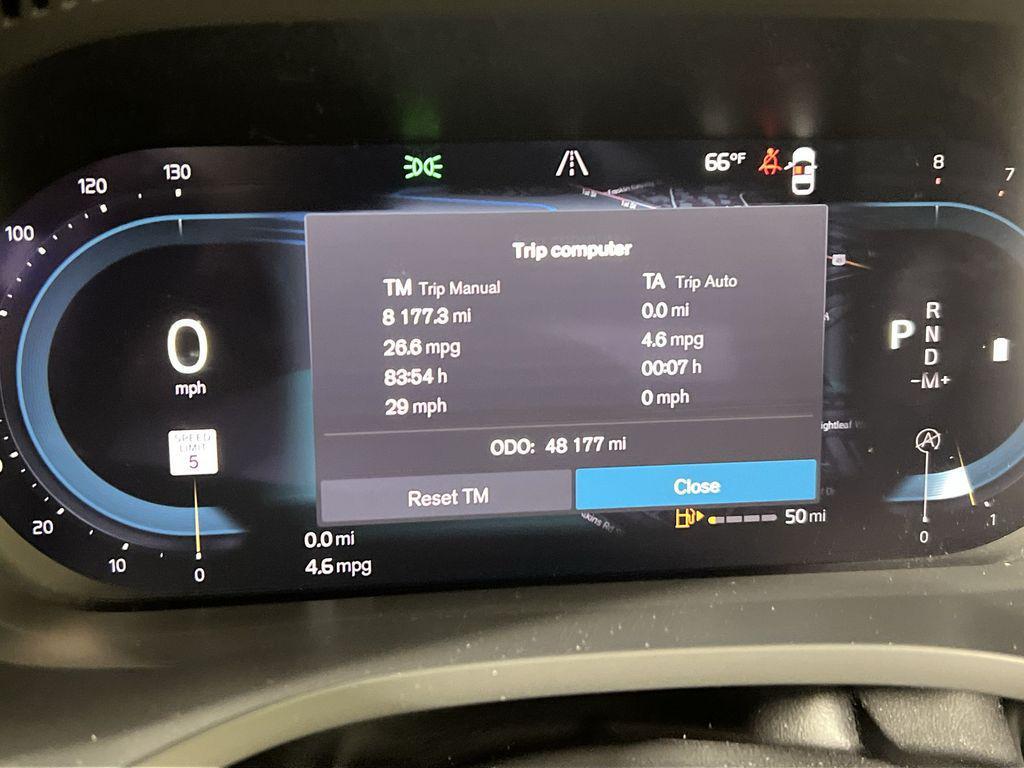 130
66°F
8
120
7
100
Trip computer
TM Trip Manual
TA Trip Auto
8 177.3 mi
0.0 mi
26.6 mpg
4.6 mpg
83:54 h
00:07 h
29 mph
0 mph
ODO: 48 177 mi
Reset TM
Close
0
mph
P
R
N
D
-M+
SPEED
LIMIT
5
A
20
10
0
0.0 mi
4.6 mpg
50 mi
1
0